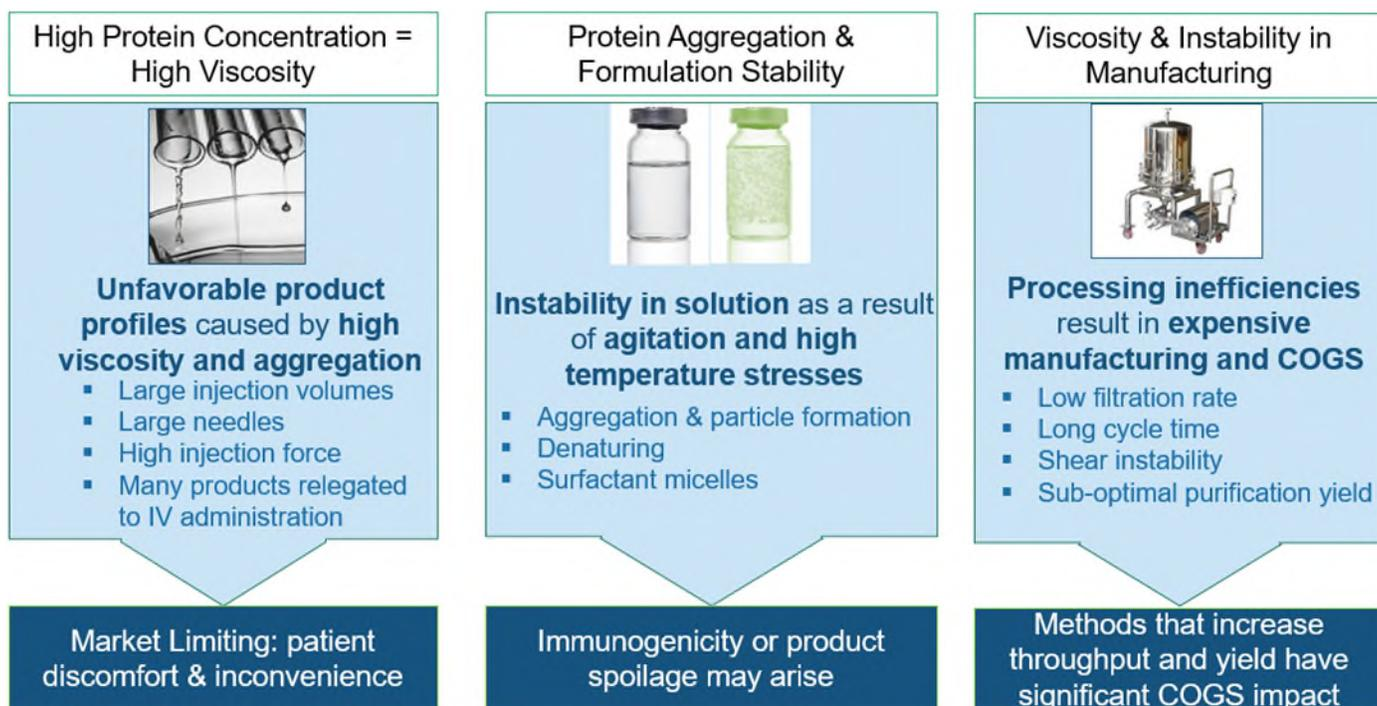 High Protein Concentration =
High Viscosity
Unfavorable product
profiles caused by high
viscosity and aggregation
▪ Large injection volumes
▪ Large needles
▪ High injection force
▪ Many products relegated
to IV administration
Market Limiting: patient
discomfort & inconvenience
Protein Aggregation &
Formulation Stability
Instability in solution as a result
of agitation and high
temperature stresses
▪ Aggregation & particle formation
▪ Denaturing
▪ Surfactant micelles
Immunogenicity or product
spoilage may arise
Viscosity & Instability in
Manufacturing
Processing inefficiencies
result in expensive
manufacturing and COGS
▪ Low filtration rate
▪ Long cycle time
▪ Shear instability
▪ Sub-optimal purification yield
Methods that increase
throughput and yield have
significant COGS impact